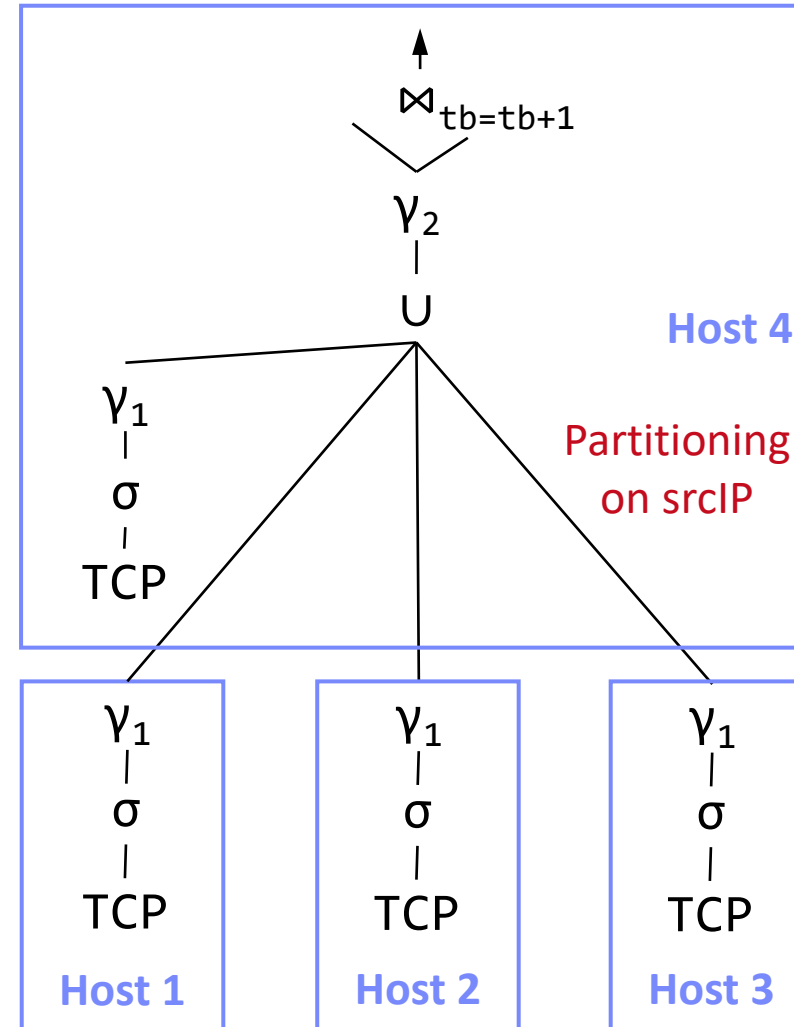 ⋈tb=tb+1
γ2
∪
Host 4
γ1
σ
TCP
Partitioning
on srcIP
γ1
σ
TCP
Host 1
γ1
σ
TCP
Host 2
γ1
σ
TCP
Host 3